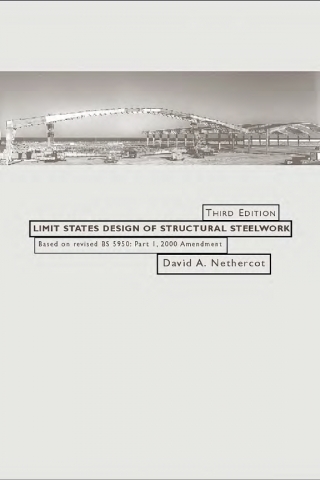 THIRD EDITION
LIMIT STATES DESIGN OF STRUCTURAL STEELWORK
Based on revised BS 5950: Part 1, 2000 Amendment
David A. Nethercot